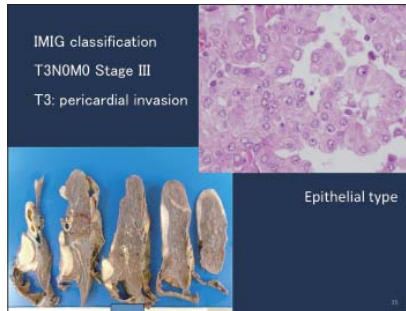 IMIG classification
T3N0M0 Stage Ⅲ
T3: pericardial invasion
Epithelial type